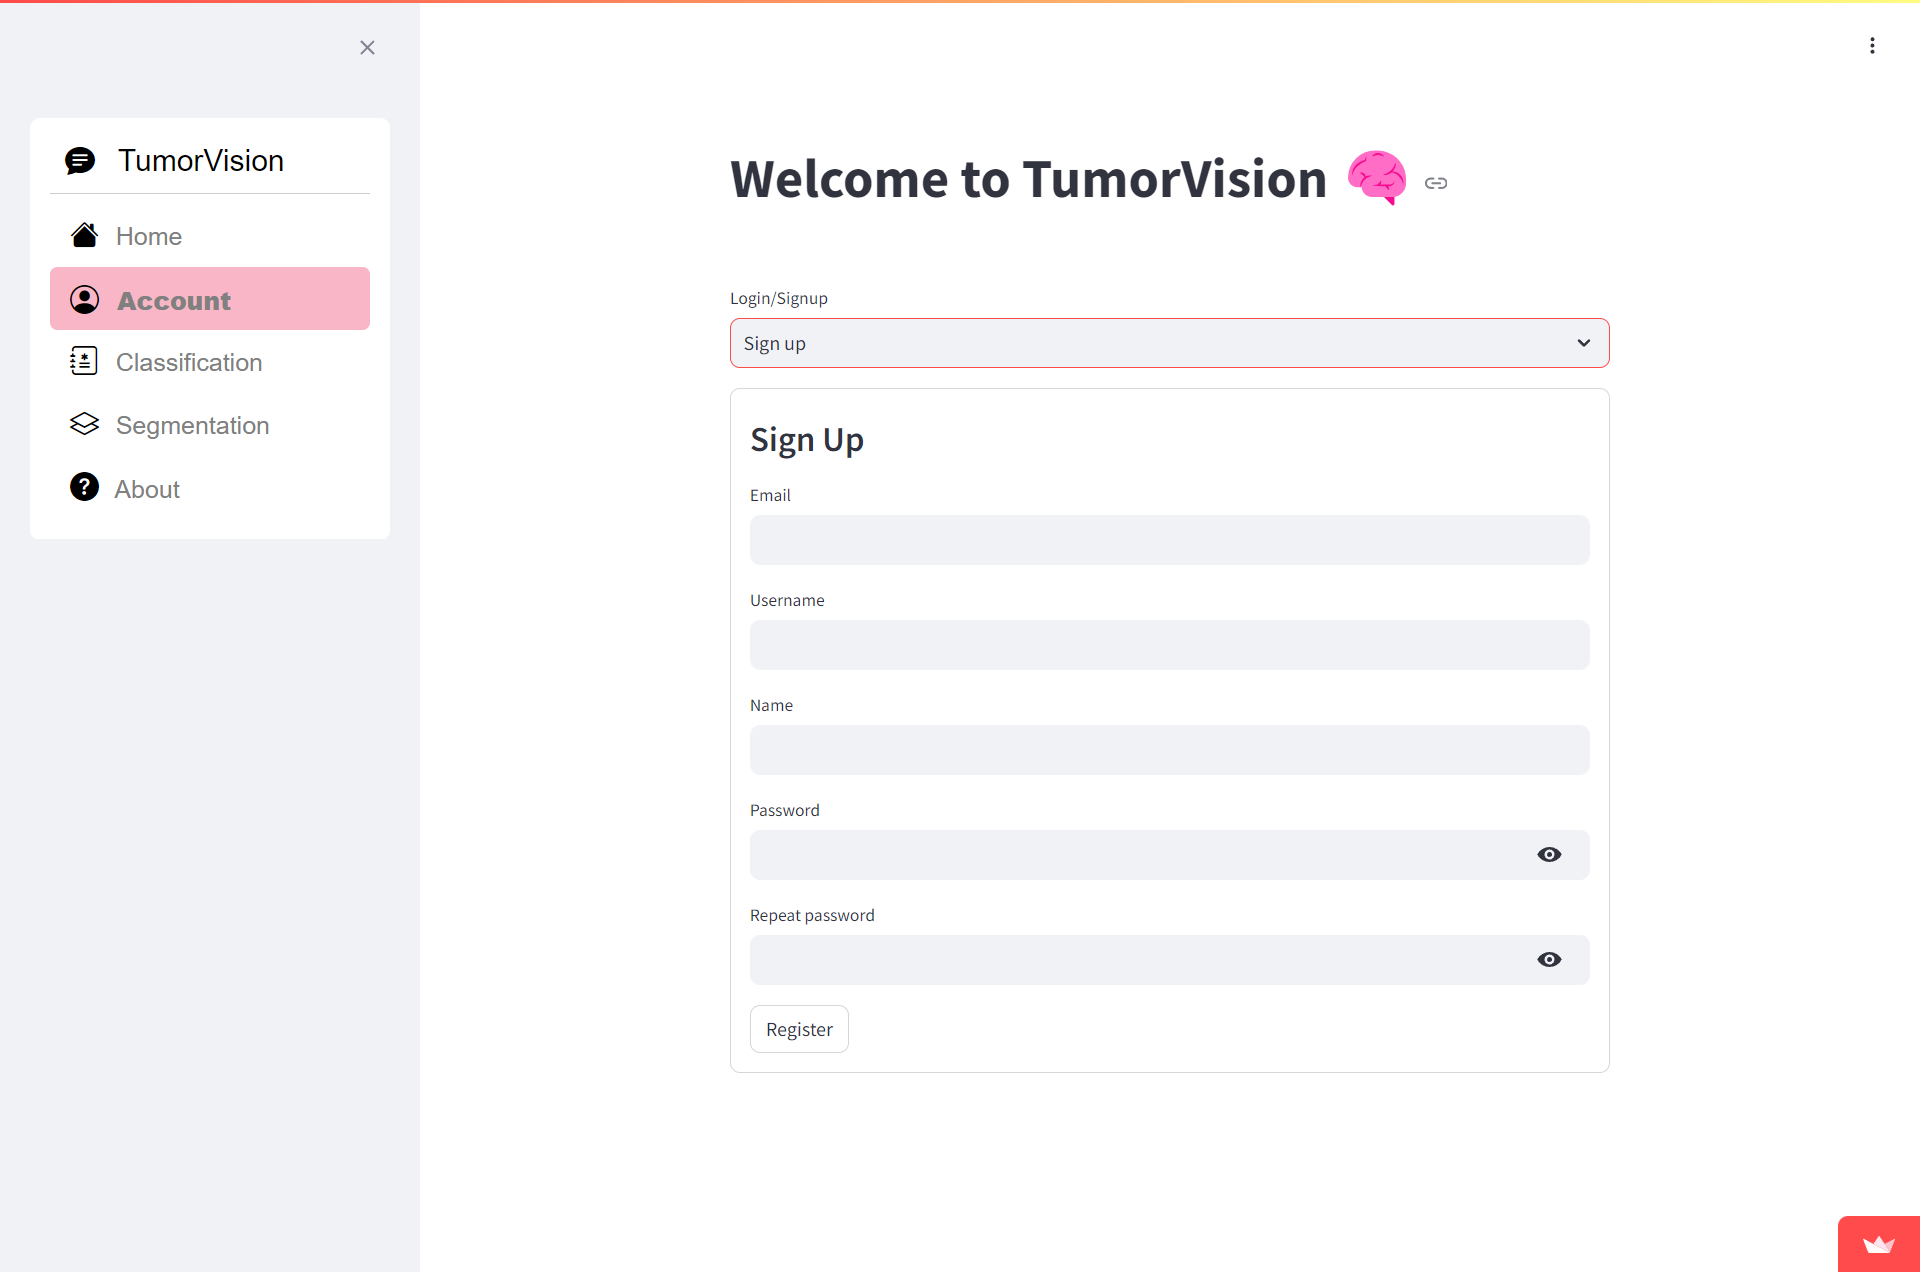 TumorVision
Home
Account
Classification
Segmentation
About
Welcome to TumorVision
Login/Signup
Sign up
Sign Up
Email
Username
Name
Password
Repeat password
Register